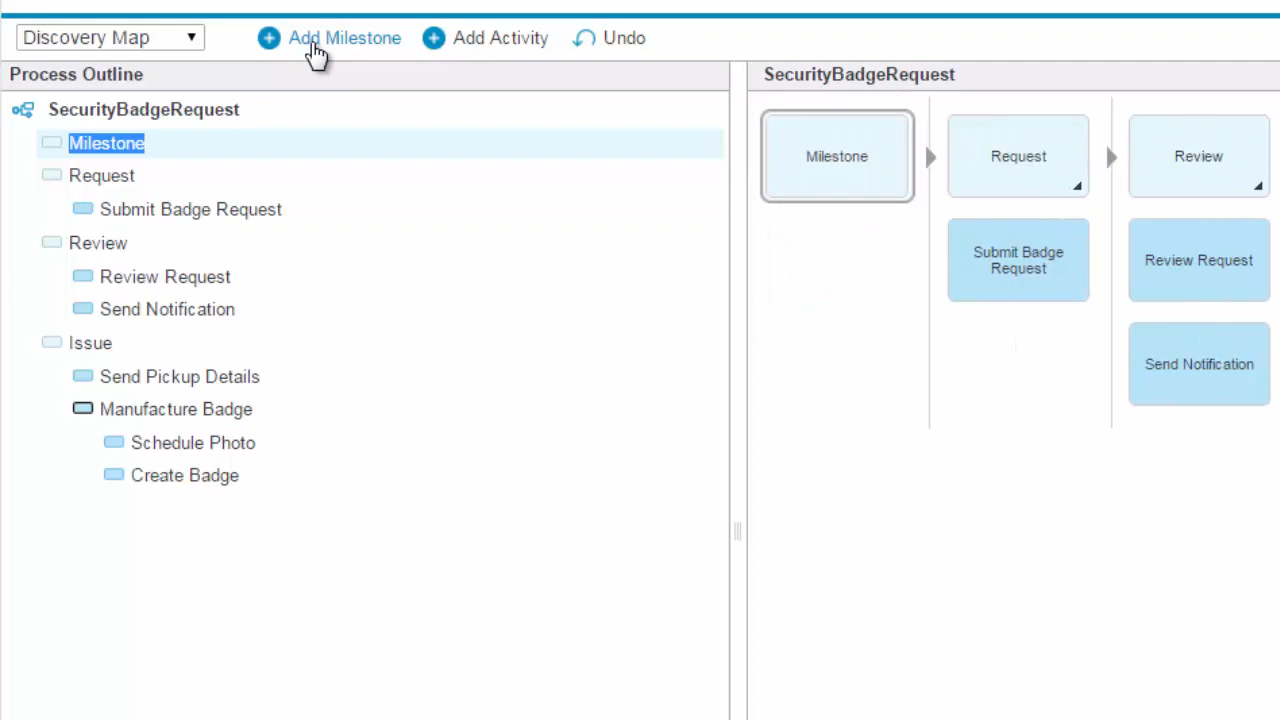 Discovery Map
Add Milestone
Add Activity
Undo
Process Outline
SecurityBadgeRequest
Milestone
Request
Submit Badge Request
Review
Review Request
Send Notification
Issue
Send Pickup Details
Manufacture Badge
Schedule Photo
Create Badge
SecurityBadgeRequest
Milestone
Request
Review
Submit Badge
Request
Review Request
Send Notification